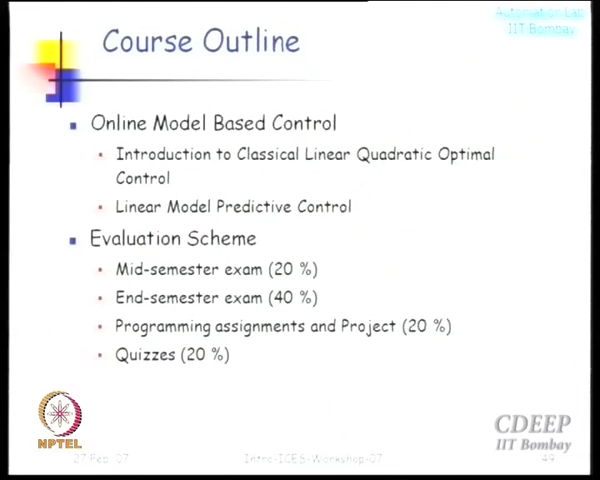 Automation Lab
IIT Bombay
Course Outline
Online Model Based Control
Introduction to Classical Linear Quadratic Optimal
Control
Linear Model Predictive Control
Evaluation Scheme
Mid-semester exam (20 %)
End-semester exam (40 %)
Programming assignments and Project (20 %)
Quizzes (20 %)
NPTEL
CDEEP
IIT Bombay
27 Feb, 07
Intro-ICES-Workshop-07
49